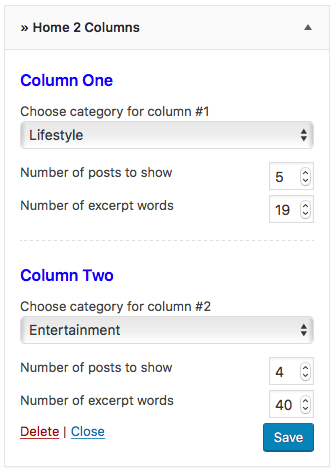 » Home 2 Columns
Column One
Choose category for column #1
Lifestyle
Number of posts to show 5
Number of excerpt words 19
Column Two
Choose category for column #2
Entertainment
Number of posts to show 4
Number of excerpt words 40
Delete | Close Save